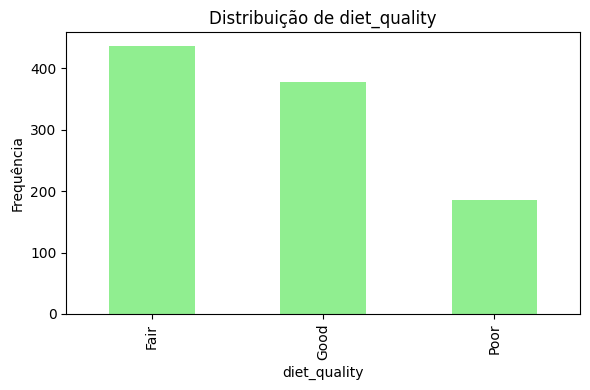 Distribuição de diet_quality
Frequência
400
300
200
100
0
Fair
Good
Poor
diet_quality